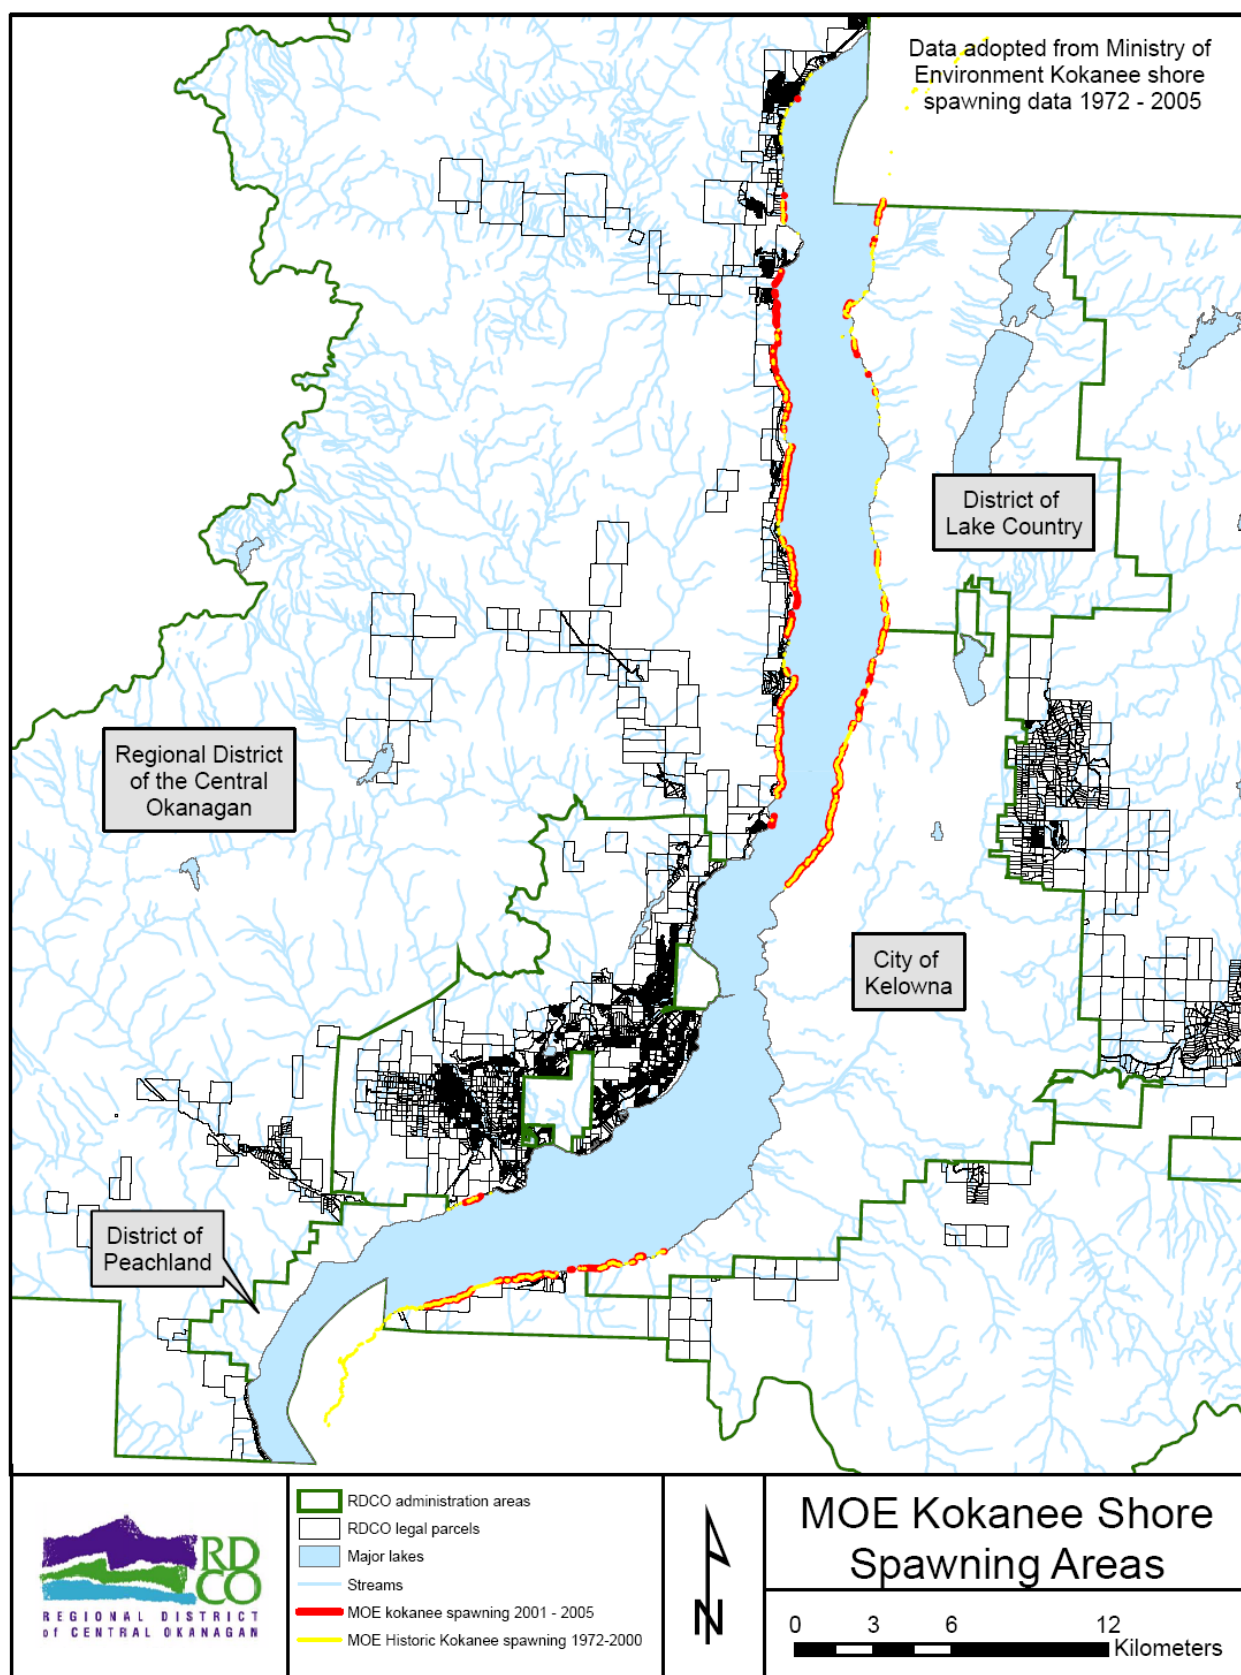 Data adopted from Ministry of
Environment Kokanee shore
spawning data 1972 - 2005
District of
Lake Country
Regional District
of the Central
Okanagan
City of
Kelowna
District of
Peachland
RD
CO
REGIONAL DISTRICT
of CENTRAL OKANAGAN
RDCO administration areas
RDCO legal parcels
Major lakes
Streams
MOE kokanee spawning 2001 - 2005
MOE Historic Kokanee spawning 1972-2000
N
MOE Kokanee Shore
Spawning Areas
0 3 6 12
Kilometers